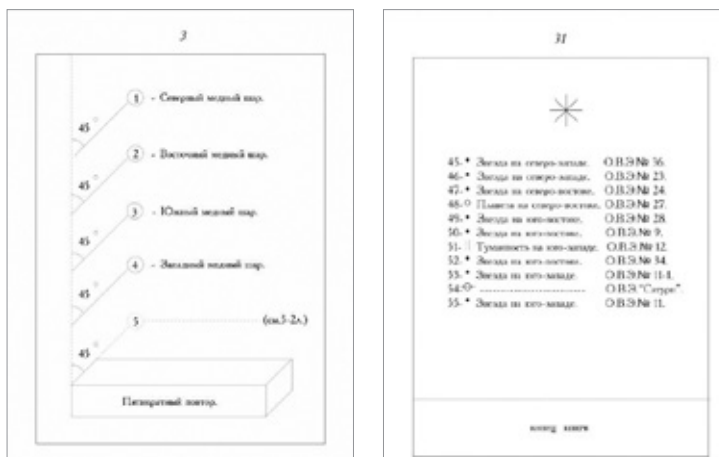 3
45°
1 - Северный медный шар.
45°
2 - Восточный медный шар.
45°
3 - Южный медный шар.
45°
4 - Западный медный шар.
45°
5 (см.5-2л.)
Пятикратный повтор.
31
45-• Звезда на северо-западе. О.В.Э.№ 36.
46-• Звезда на северо-западе. О.В.Э.№ 23.
47-• Звезда на северо-востоке. О.В.Э.№ 24.
48-○ Планета на северо-востоке. О.В.Э.№ 27.
49-• Звезда на юго-востоке. О.В.Э.№ 28.
50-• Звезда на юго-востоке. О.В.Э.№ 9.
51- Туманность на юго-западе. О.В.Э.№ 12.
52-• Звезда на юго-востоке. О.В.Э.№ 34.
53-• Звезда на юго-западе. О.В.Э.№ 11-1.
54- О.В.Э."Сатурн".
55-• Звезда на юго-западе. О.В.Э.№ 11.
конец книги